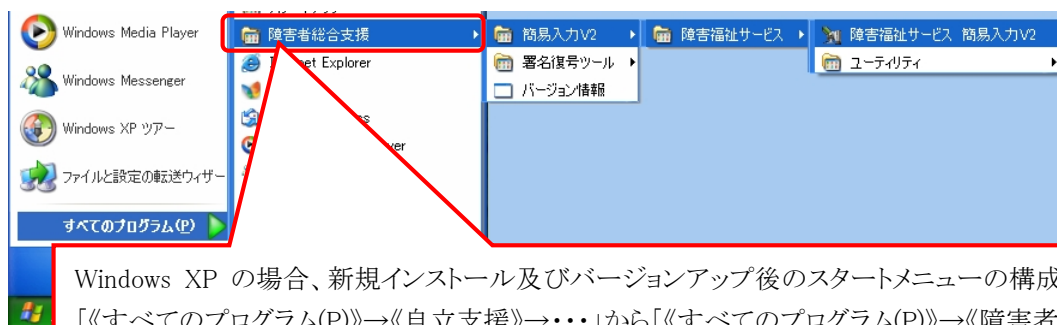 Windows Media Player
Windows Messenger
Windows XP ツアー
ファイルと設定の転送ウィザー
すべてのプログラム(P)
障害者総合支援
et Explorer
es
yer
簡易入力V2
署名復号ツール
バージョン情報
障害福祉サービス
障害福祉サービス 簡易入力V2
ユーティリティ
Windows XP の場合、新規インストール及びバージョンアップ後のスタートメニューの構成
「《すべてのプログラム(P)》→《自立支援》→・・・」から「《すべてのプログラム(P)》→《障害者